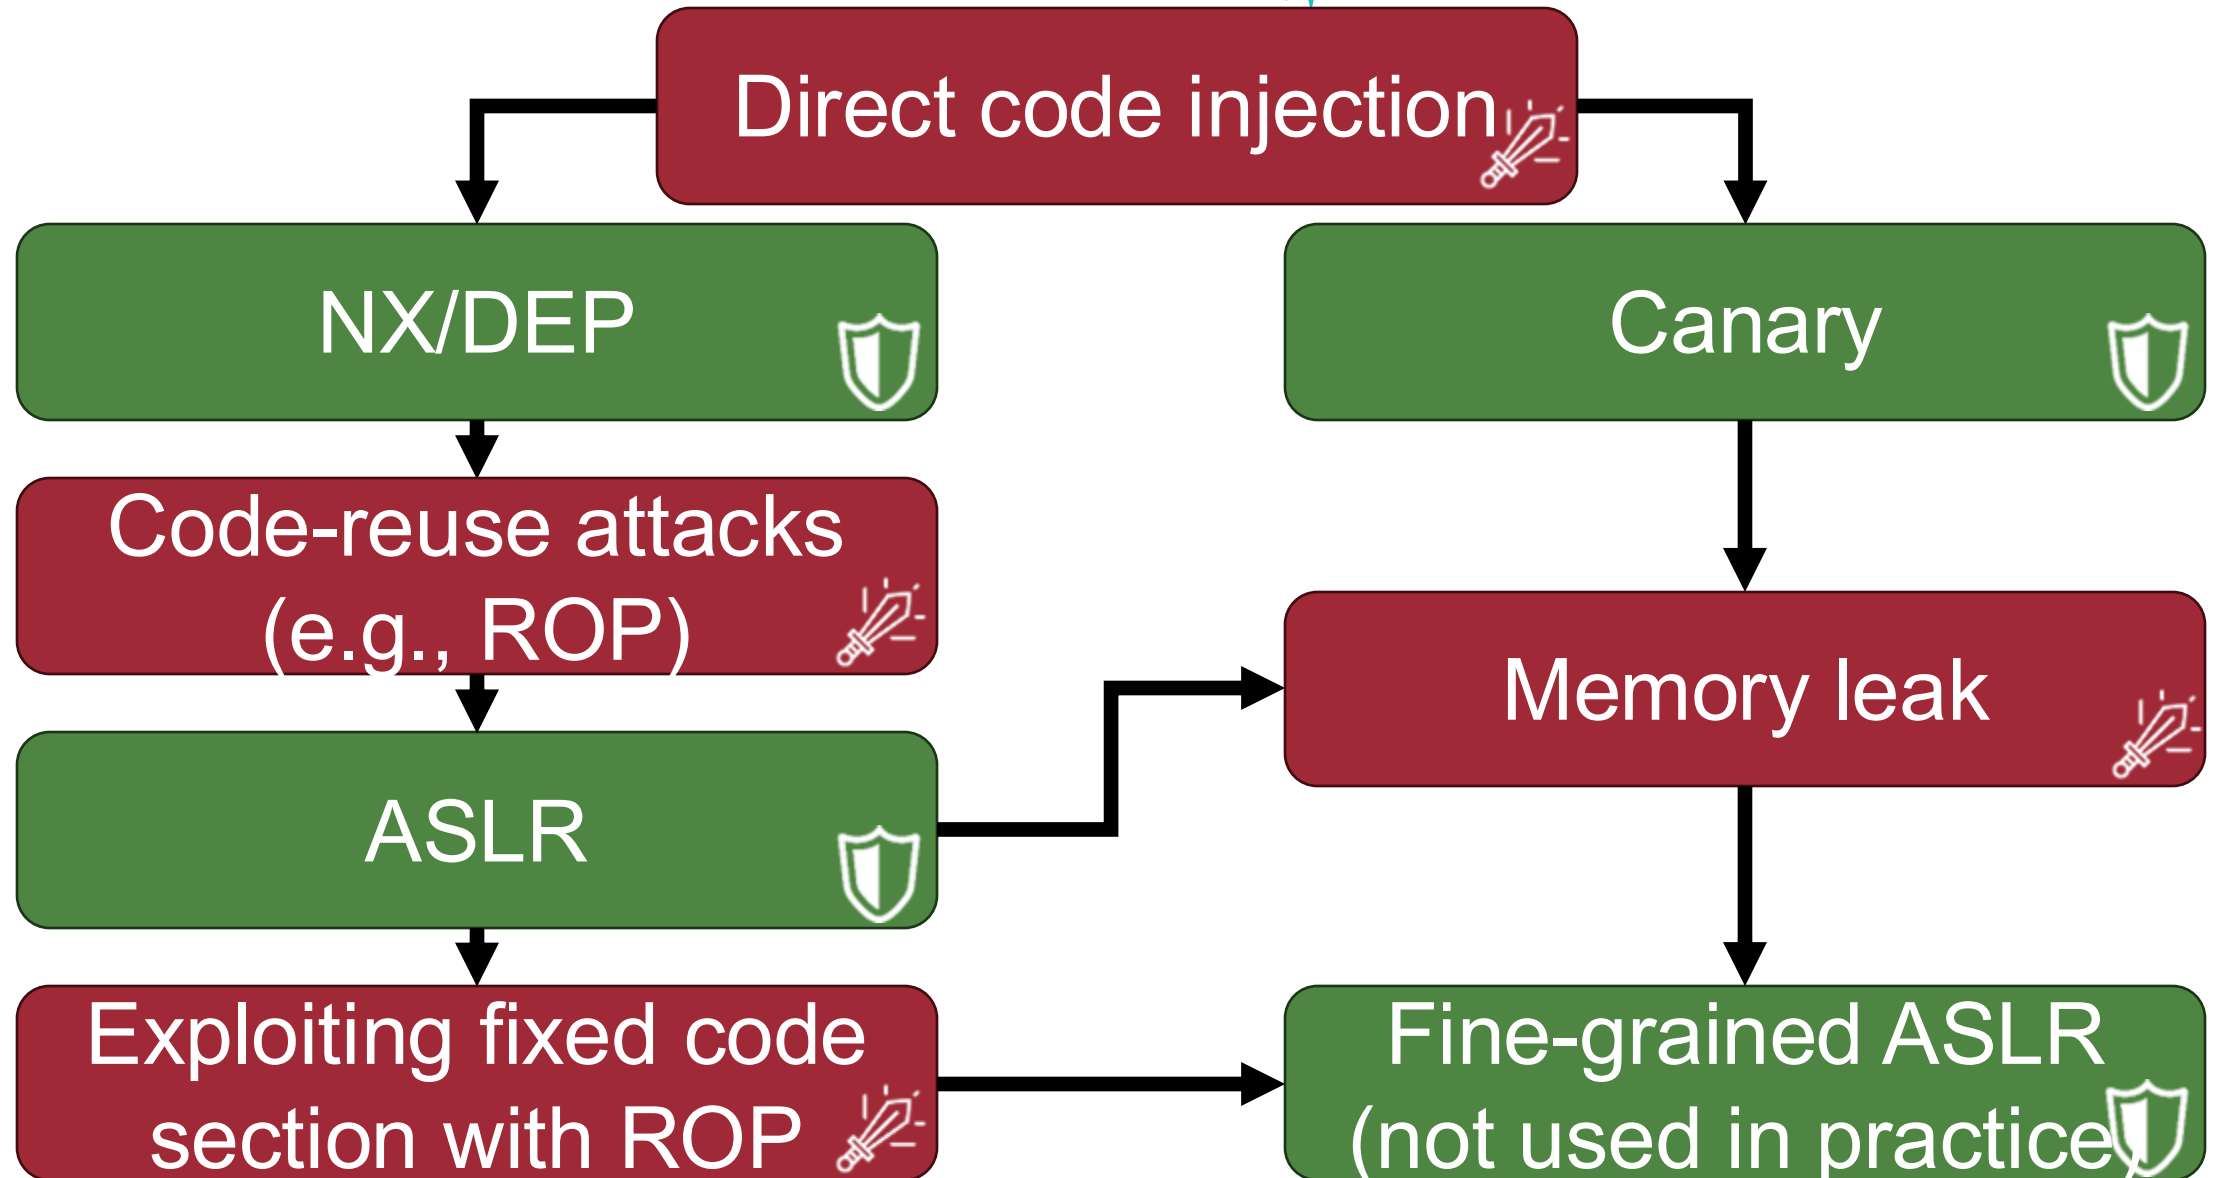 Direct code injection
NX/DEP
Canary
Code-reuse attacks
(e.g., ROP)
Memory leak
ASLR
Exploiting fixed code
section with ROP
Fine-grained ASLR
(not used in practice)